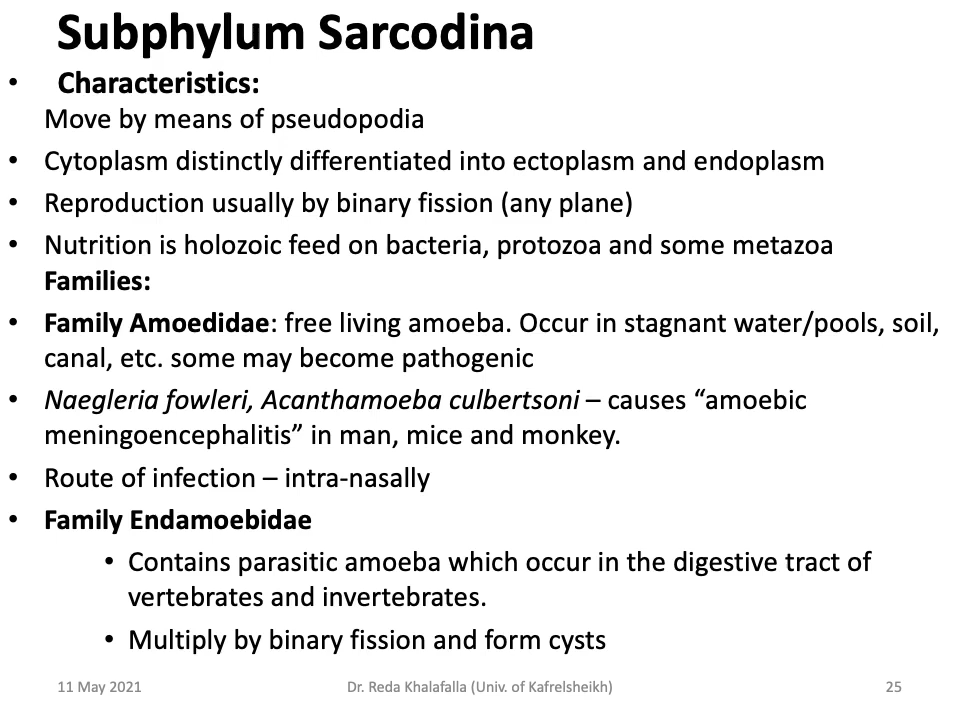 Subphylum Sarcodina
• Characteristics:
Move by means of pseudopodia
• Cytoplasm distinctly differentiated into ectoplasm and endoplasm
• Reproduction usually by binary fission (any plane)
• Nutrition is holozoic feed on bacteria, protozoa and some metazoa
Families:
• Family Amoedidae: free living amoeba. Occur in stagnant water/pools, soil,
canal, etc. some may become pathogenic
• Naegleria fowleri, Acanthamoeba culbertsoni – causes “amoebic
meningoencephalitis” in man, mice and monkey.
• Route of infection – intra-nasally
• Family Endamoebidae
• Contains parasitic amoeba which occur in the digestive tract of
vertebrates and invertebrates.
• Multiply by binary fission and form cysts
11 May 2021 Dr. Reda Khalafalla (Univ. of Kafrelsheikh) 25